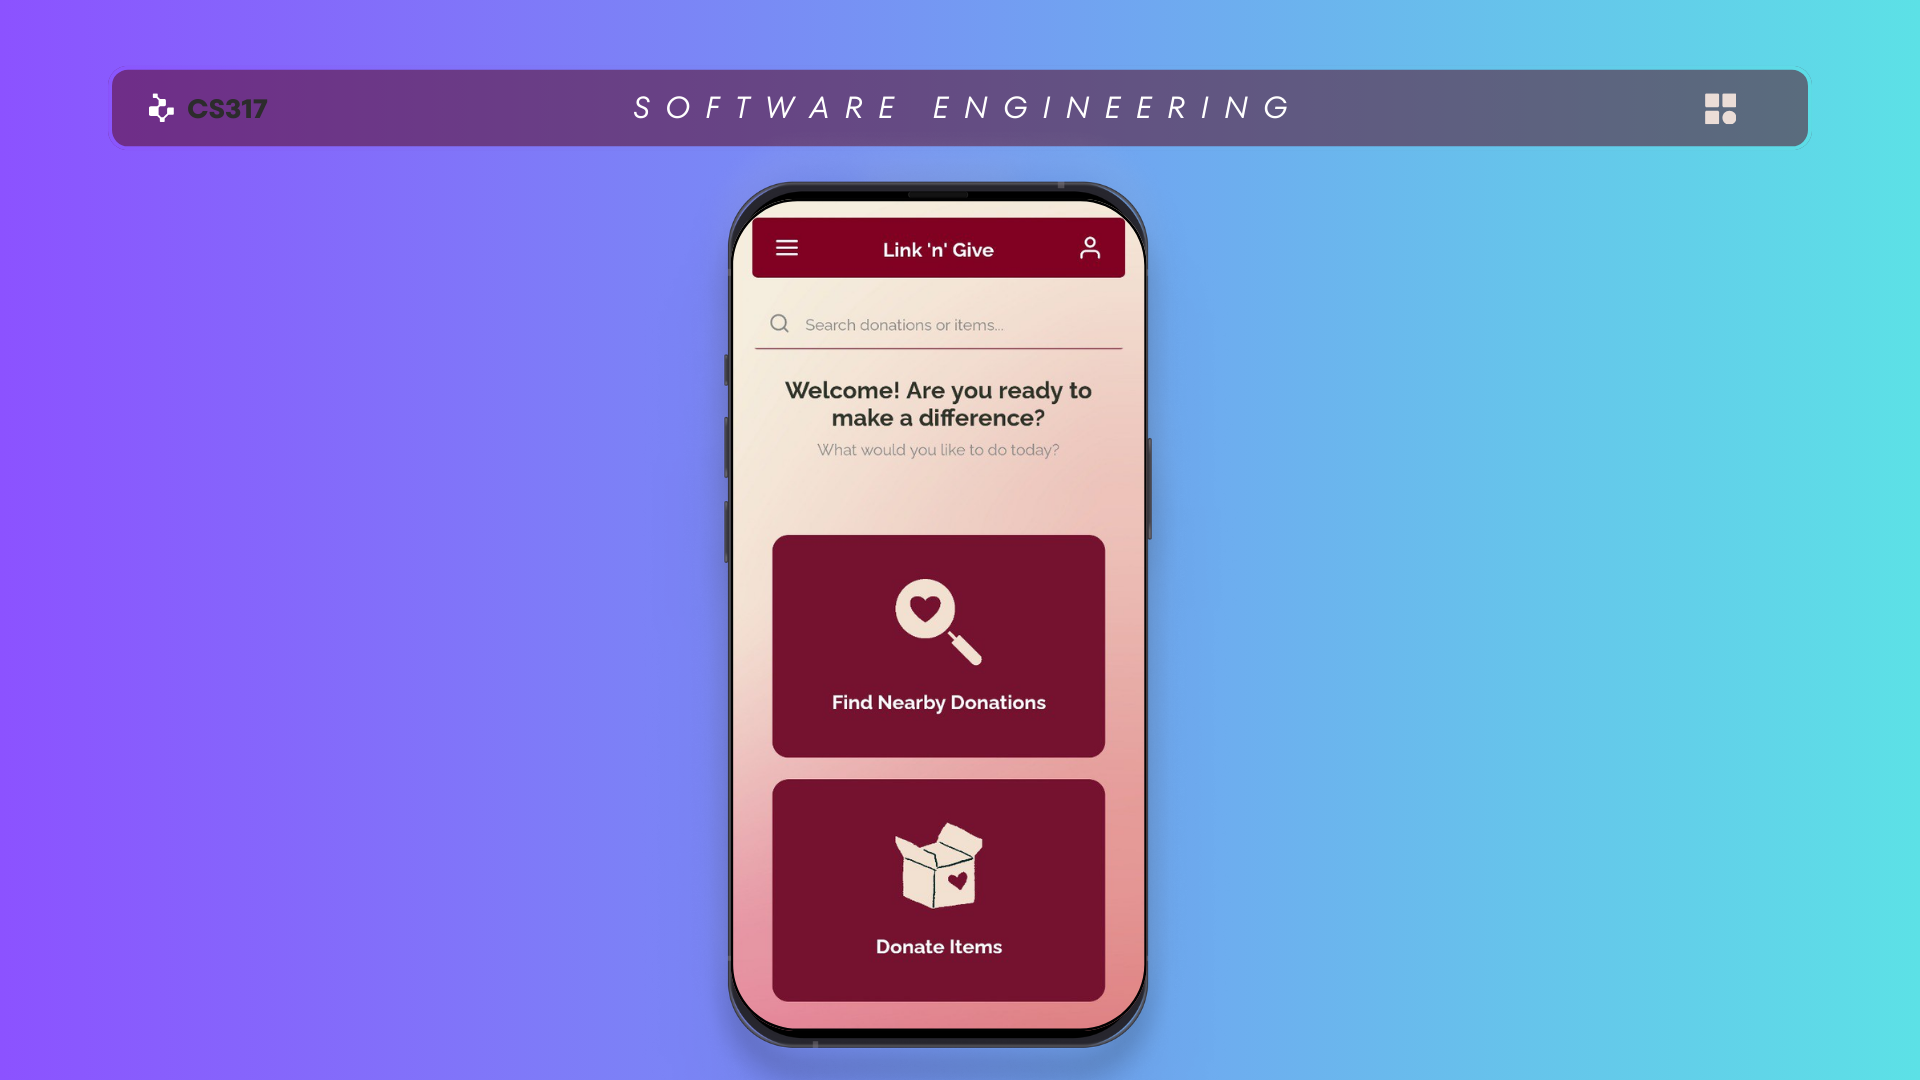 CS317
SOFTWARE ENGINEERING
Link 'n' Give
Search donations or items...
Welcome! Are you ready to
make a difference?
What would you like to do today?
Find Nearby Donations
Donate Items